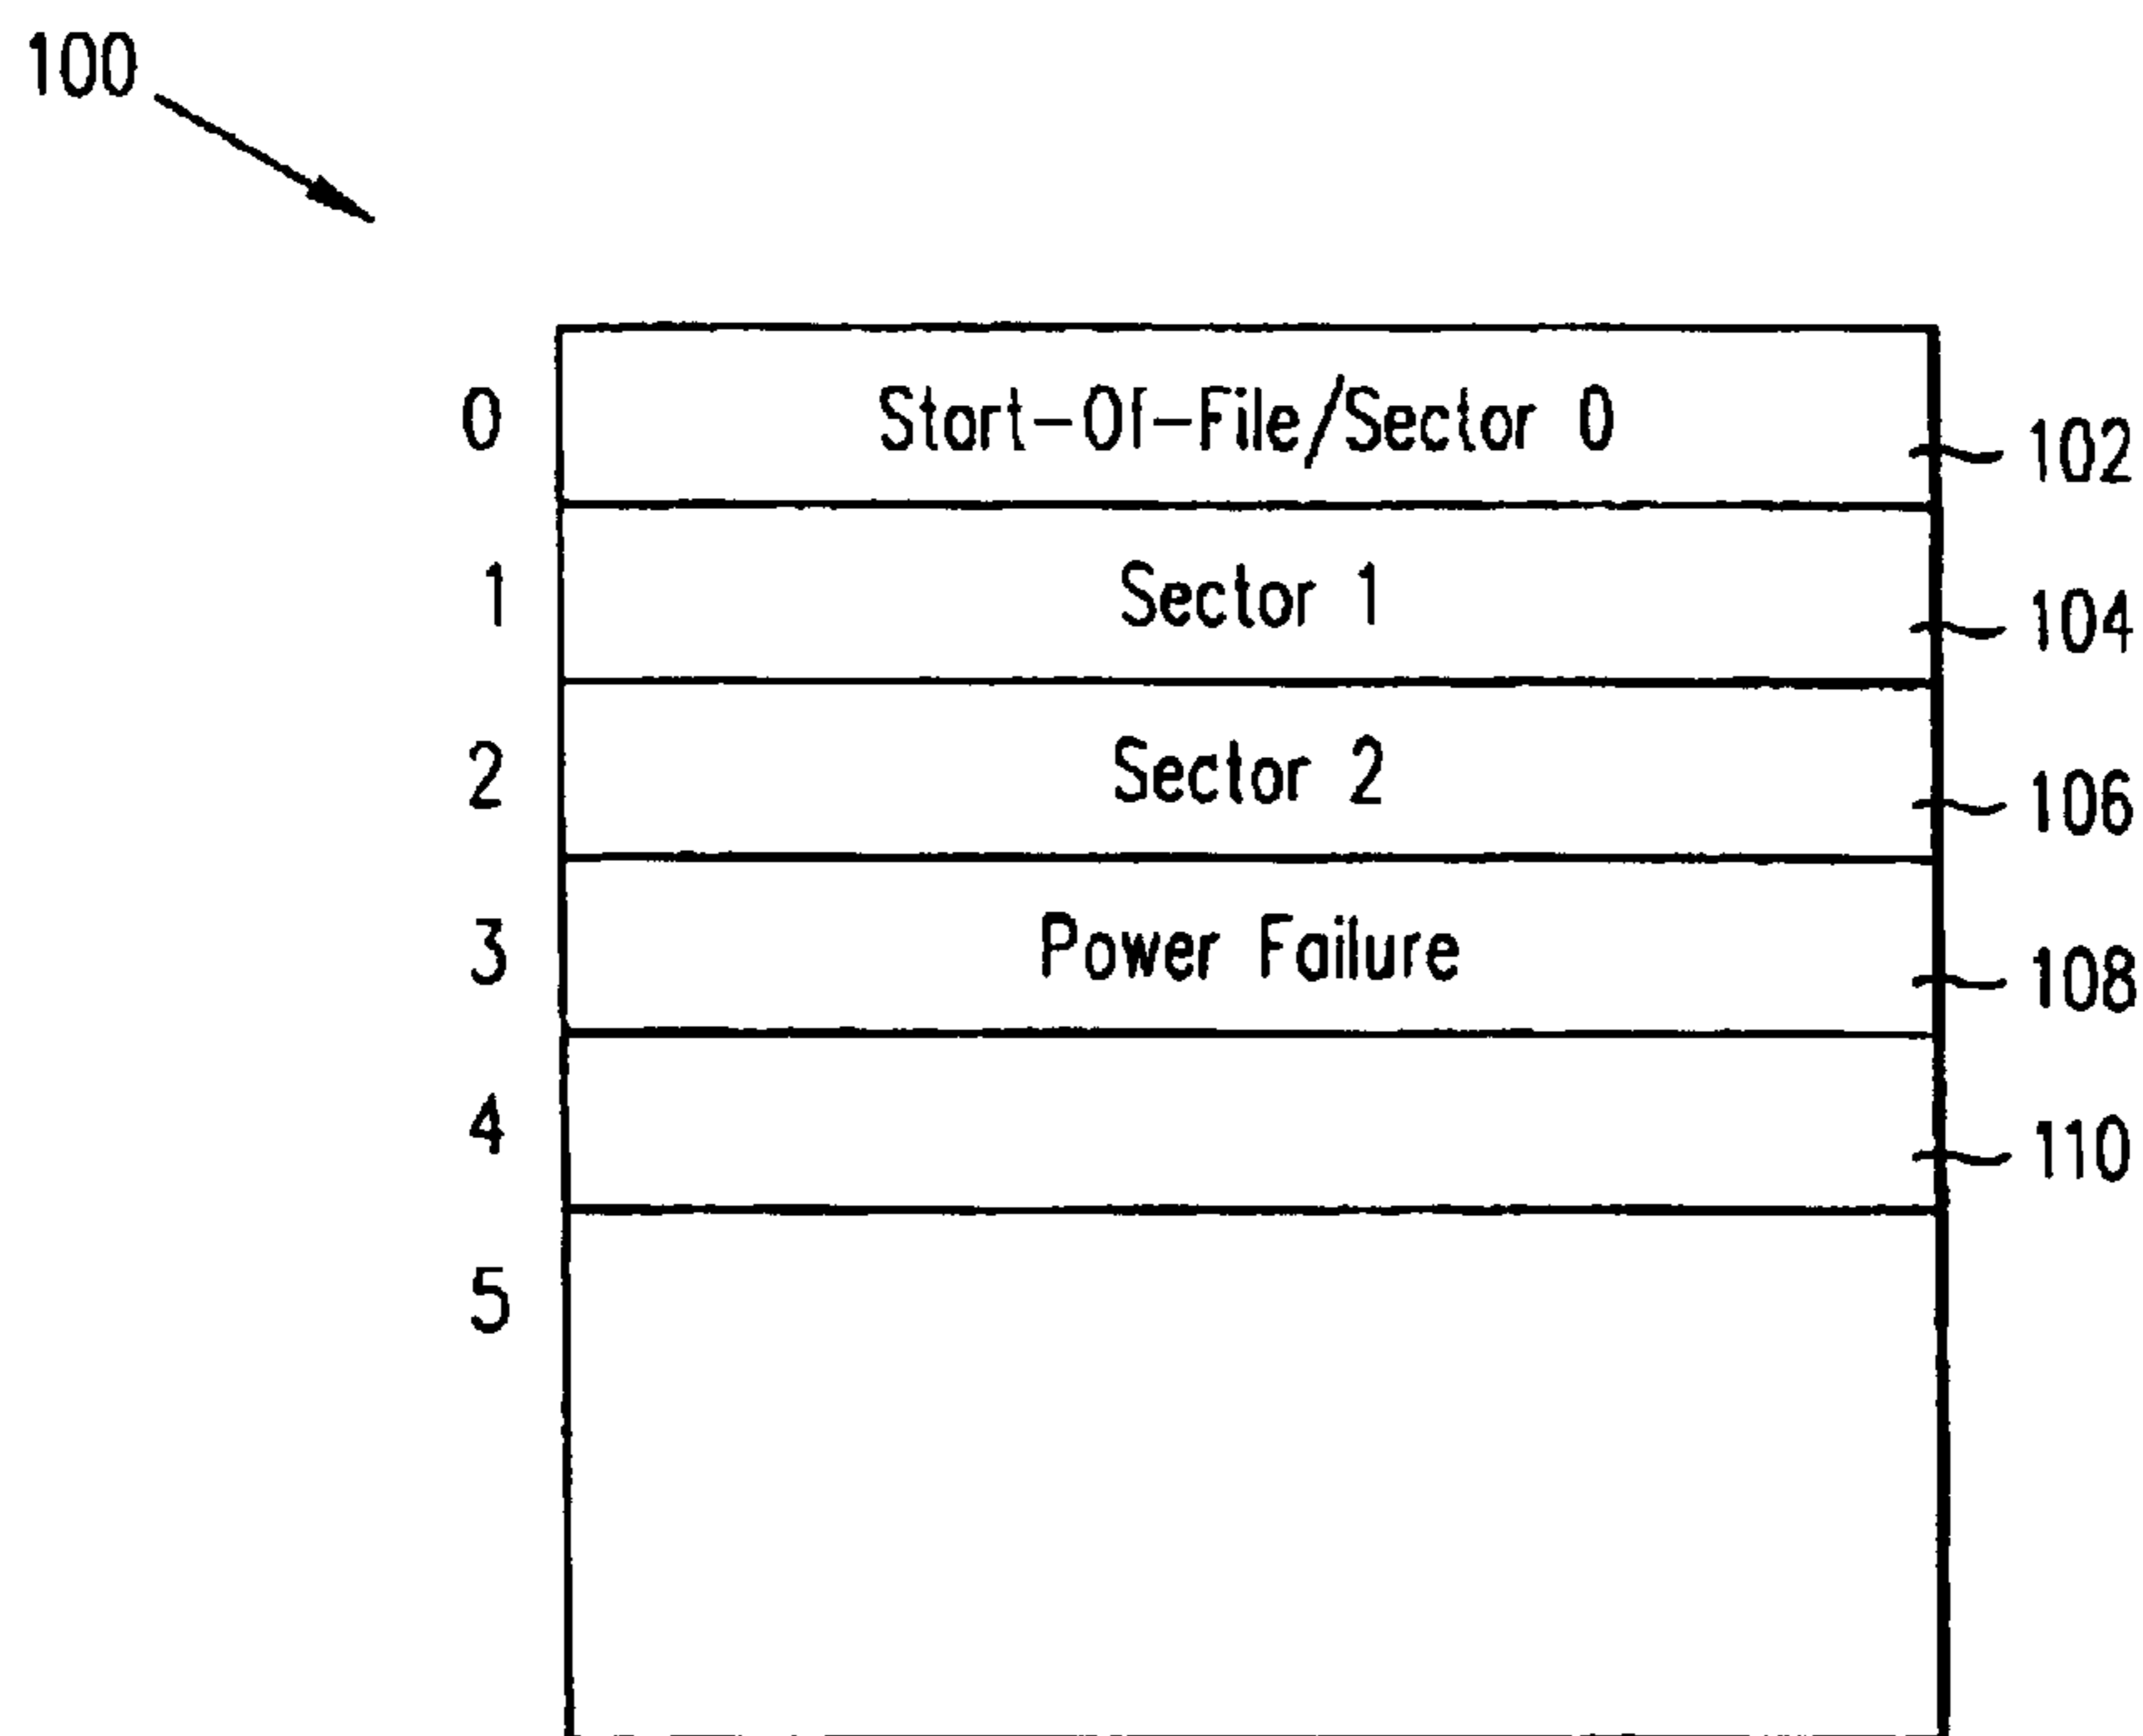 100
0 Start-Of-File/Sector 0 102
1 Sector 1 104
2 Sector 2 106
3 Power Failure 108
4 110
5